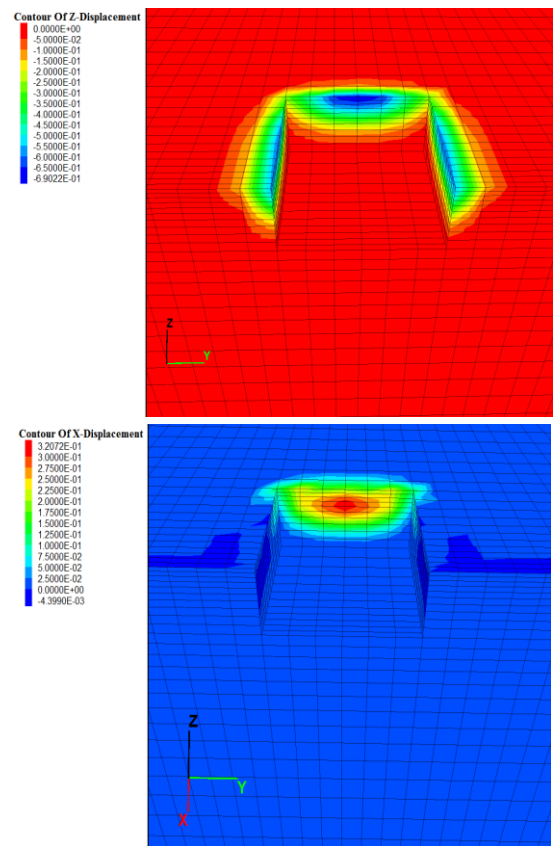 Contour Of Z-Displacement
0.0000E+00
-5.0000E-02
-1.0000E-01
-1.5000E-01
-2.0000E-01
-2.5000E-01
-3.0000E-01
-3.5000E-01
-4.0000E-01
-4.5000E-01
-5.0000E-01
-5.5000E-01
-6.0000E-01
-6.5000E-01
-6.9022E-01
Z
Y
Contour Of X-Displacement
3.2072E-01
3.0000E-01
2.7500E-01
2.5000E-01
2.2500E-01
2.0000E-01
1.7500E-01
1.5000E-01
1.2500E-01
1.0000E-01
7.5000E-02
5.0000E-02
2.5000E-02
0.0000E+00
-4.3990E-03
Z
Y
X